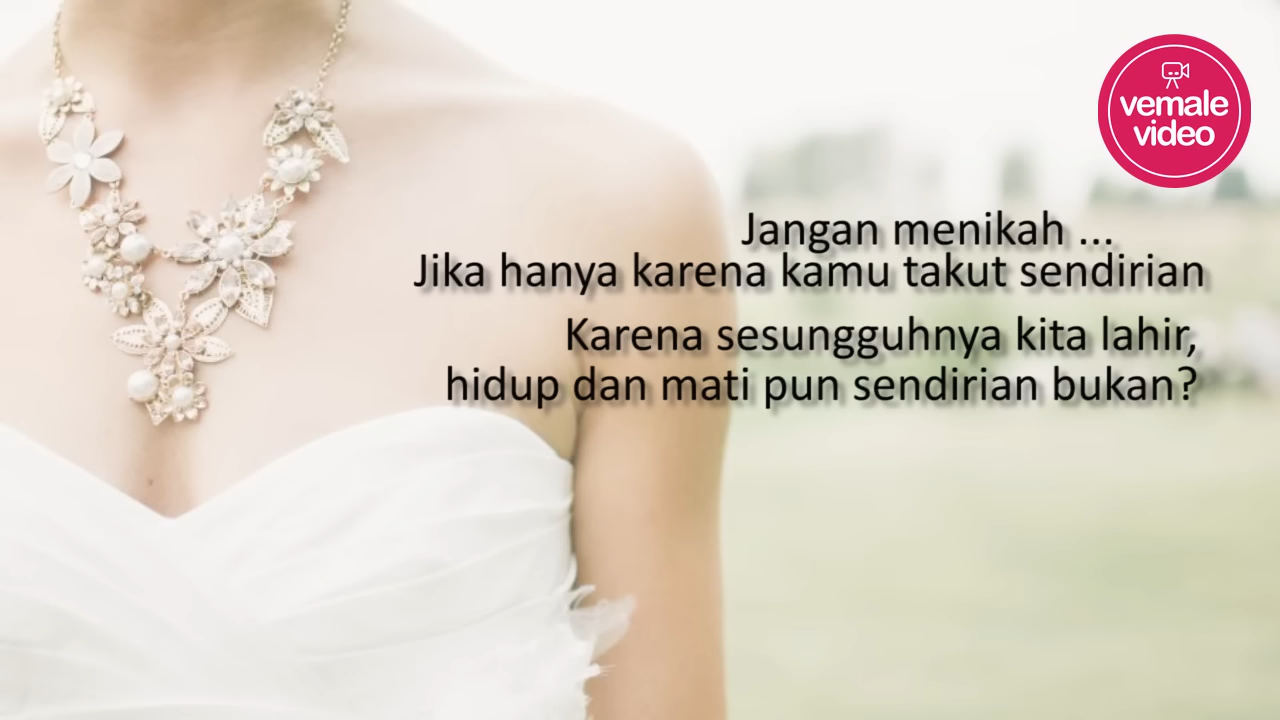 vemale
video
Jangan menikah ...
Jika hanya karena kamu takut sendirian
Karena sesungguhnya kita lahir,
hidup dan mati pun sendirian bukan?